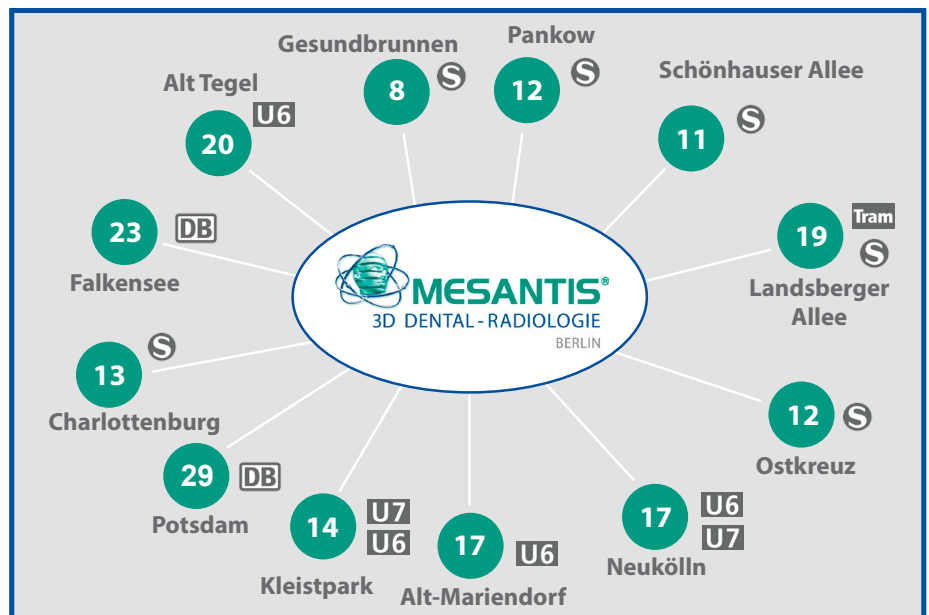 Gesundbrunnen
8 S
Pankow
12 S
Schönhauser Allee
11 S
Alt Tegel
20 U6
23 DB
Falkensee
19 Tram
S
Landsberger
Allee
MESANTIS®
3D DENTAL-RADIOLOGIE
BERLIN
13 S
Charlottenburg
12 S
Ostkreuz
29 DB
Potsdam
14 U7
U6
Kleistpark
17 U6
Alt-Mariendorf
17 U6
U7
Neukölln